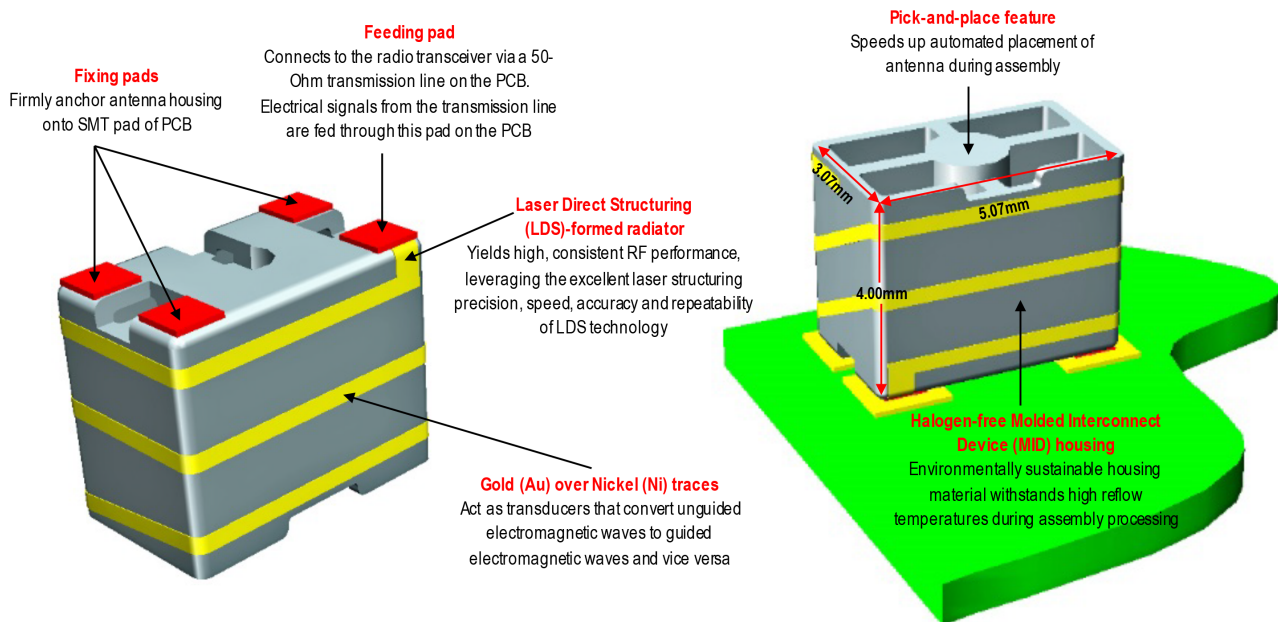 Fixing pads
Firmly anchor antenna housing
onto SMT pad of PCB
Feeding pad
Connects to the radio transceiver via a 50-
Ohm transmission line on the PCB.
Electrical signals from the transmission line
are fed through this pad on the PCB
Laser Direct Structuring
(LDS)-formed radiator
Yields high, consistent RF performance,
leveraging the excellent laser structuring
precision, speed, accuracy and repeatability
of LDS technology
Gold (Au) over Nickel (Ni) traces
Act as transducers that convert unguided
electromagnetic waves to guided
electromagnetic waves and vice versa
Pick-and-place feature
Speeds up automated placement of
antenna during assembly
3.07mm
5.07mm
4.00mm
Halogen-free Molded Interconnect
Device (MID) housing
Environmentally sustainable housing
material withstands high reflow
temperatures during assembly processing